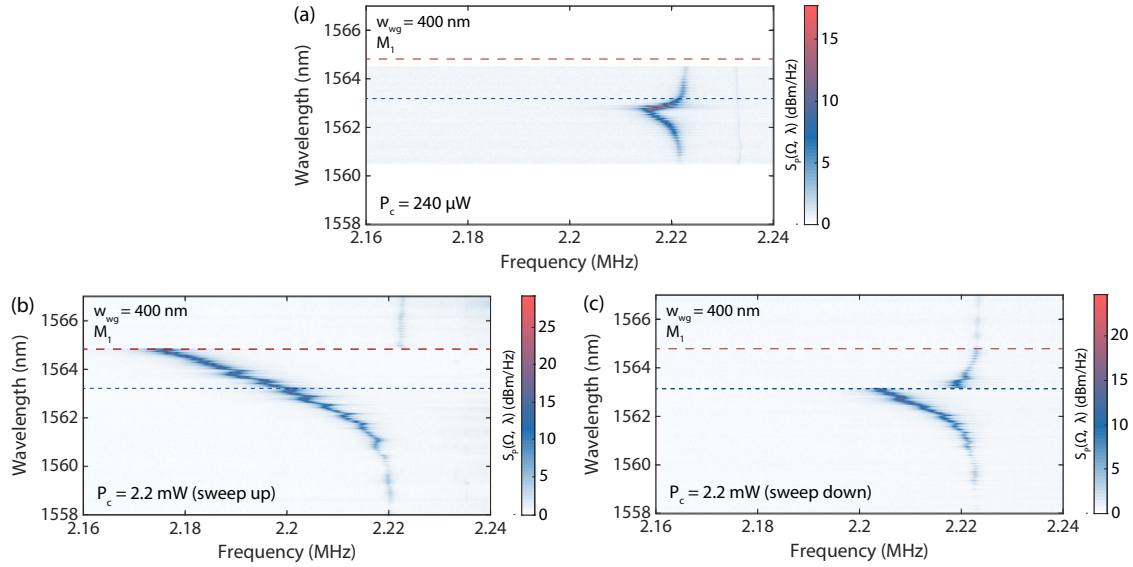 (a)
w_wg = 400 nm
M_1
P_c = 240 μW
Wavelength (nm)
1566
1564
1562
1560
1558
2.16
2.18
2.2
2.22
2.24
Frequency (MHz)
15
10
5
0
S_P(Ω, λ) (dBm/Hz)
(b)
w_wg = 400 nm
M_1
P_c = 2.2 mW (sweep up)
Wavelength (nm)
1566
1564
1562
1560
1558
2.16
2.18
2.2
2.22
2.24
Frequency (MHz)
25
20
15
10
5
0
S_P(Ω, λ) (dBm/Hz)
(c)
w_wg = 400 nm
M_1
P_c = 2.2 mW (sweep down)
Wavelength (nm)
1566
1564
1562
1560
1558
2.16
2.18
2.2
2.22
2.24
Frequency (MHz)
20
15
10
5
0
S_P(Ω, λ) (dBm/Hz)